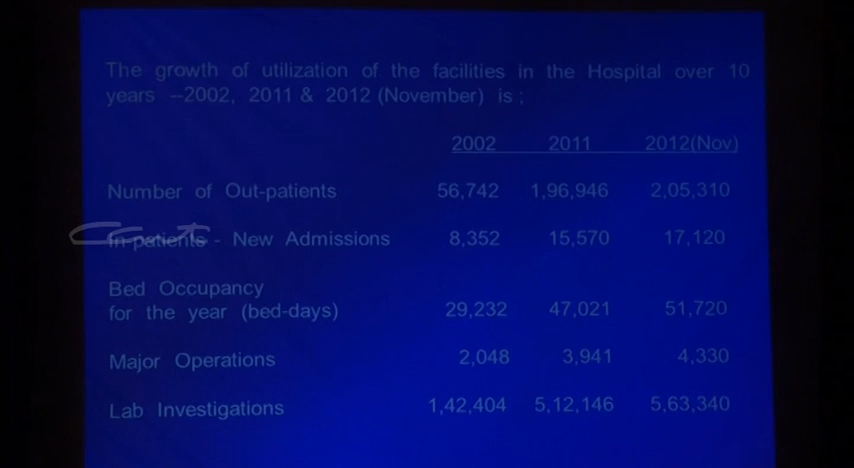 The growth of utilization of the facilities in the Hospital over 10
years --2002, 2011 & 2012 (November) is ;
2002 2011 2012(Nov)
Number of Out-patients 56,742 1,96,946 2,05,310
In-patients - New Admissions 8,352 15,570 17,120
Bed Occupancy
for the year (bed-days) 29,232 47,021 51,720
Major Operations 2,048 3,941 4,330
Lab Investigations 1,42,404 5,12,146 5,63,340